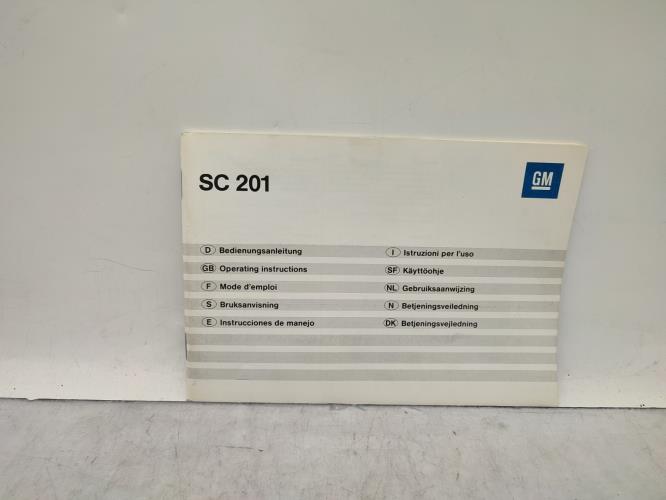 SC 201
GM
D Bedienungsanleitung
GB Operating instructions
F Mode d'emploi
S Bruksanvisning
E Instrucciones de manejo
I Istruzioni per l'uso
SF Käyttöohje
NL Gebruiksaanwijzing
N Betjeningsveiledning
DK Betjeningsvejledning